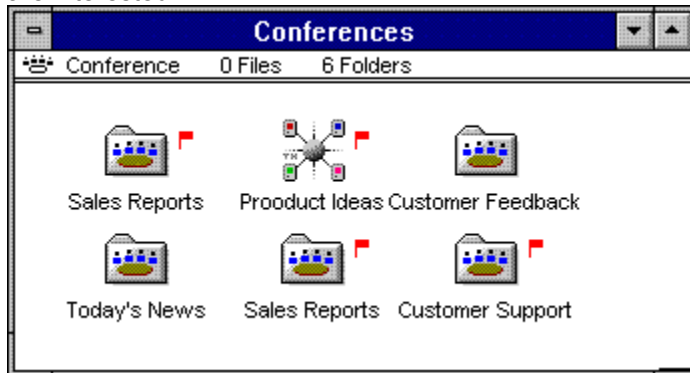 Conferences
Conference 0 Files 6 Folders
Sales Reports Prooduct Ideas Customer Feedback
Today's News Sales Reports Customer Support